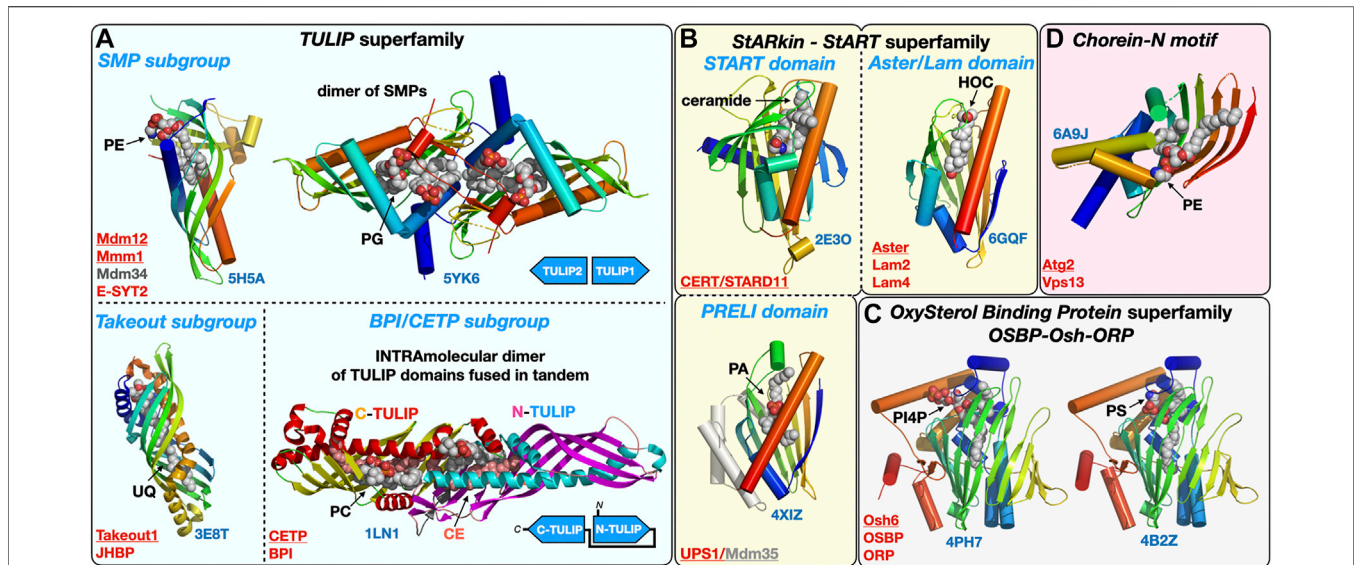 A
TULIP superfamily
SMP subgroup
dimer of SMPs
PE
PG
Mdm12
Mmm1
Mdm34
E-SYT2
5H5A
5YK6
TULIP2 TULIP1
Takeout subgroup
UQ
Takeout1
JHBP
3E8T
BPI/CETP subgroup
INTRAmolecular dimer
of TULIP domains fused in tandem
C-TULIP N-TULIP
PC
1LN1
CE
CETP
BPI
N
C C-TULIP N-TULIP
B
StARkin - StART superfamily
START domain
ceramide
2E3O
CERT/STARD11
Aster/Lam domain
HOC
6GQF
Aster
Lam2
Lam4
PRELI domain
PA
4XIZ
UPS1/Mdm35
D
Chorein-N motif
6A9J
PE
Atg2
Vps13
C
OxySterol Binding Protein superfamily
OSBP-Osh-ORP
PI4P
PS
Osh6
OSBP
ORP
4PH7
4B2Z